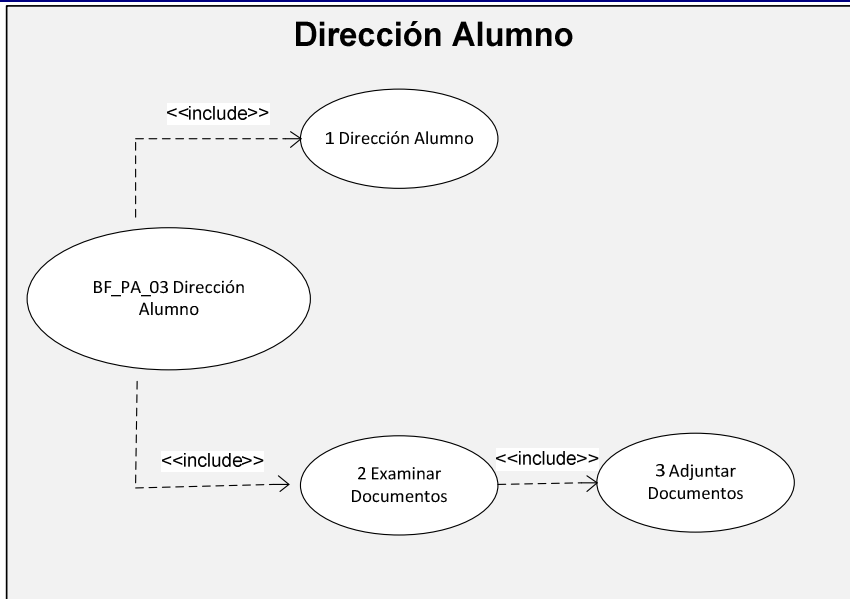 Dirección Alumno
<<include>>
1 Dirección Alumno
BF_PA_03 Dirección
Alumno
<<include>>
2 Examinar
Documentos
<<include>>
3 Adjuntar
Documentos